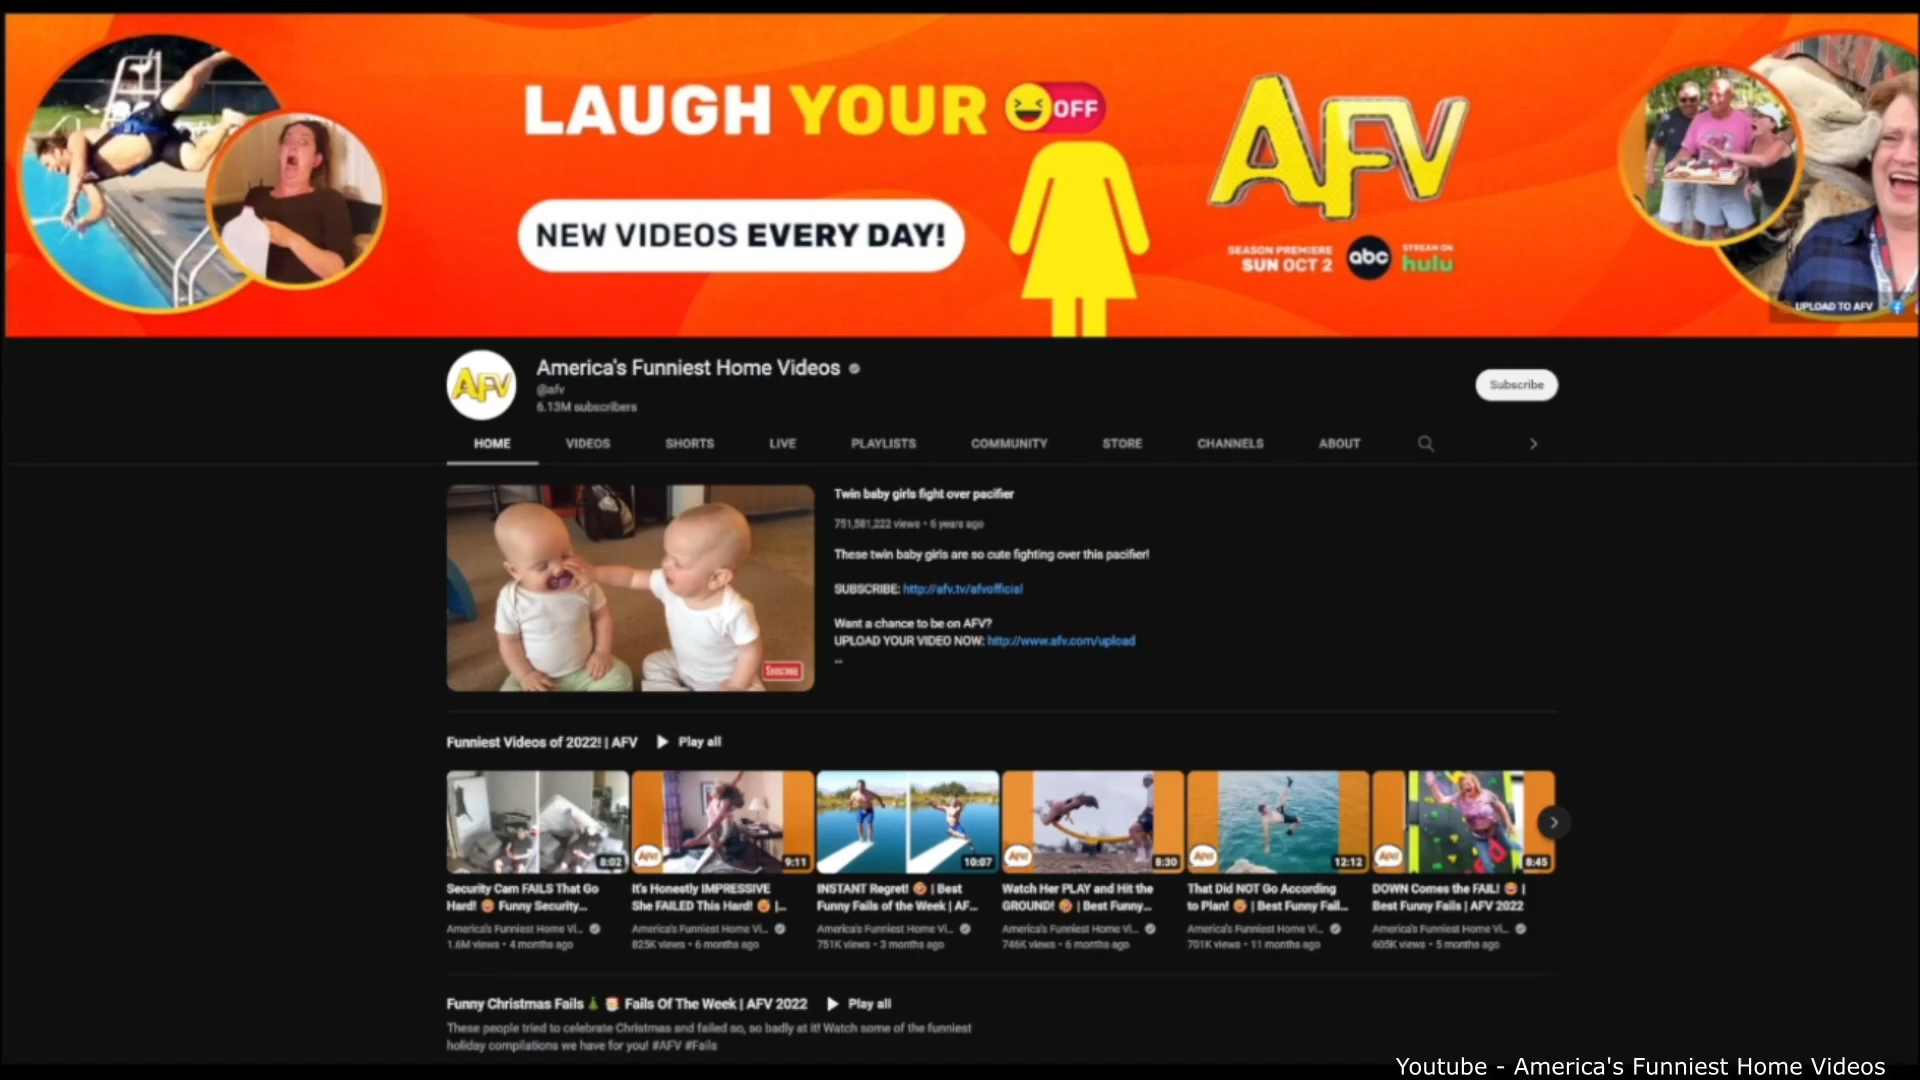 LAUGH YOUR OFF
NEW VIDEOS EVERY DAY!
AFV
SEASON PREMIERE
SUN OCT 2
abc
STREAM ON
hulu
UPLOAD TO AFV
AFV
America's Funniest Home Videos
@afv
6.13M subscribers
Subscribe
HOME VIDEOS SHORTS LIVE PLAYLISTS COMMUNITY STORE CHANNELS ABOUT
Twin baby girls fight over pacifier
751,581,222 views • 6 years ago
These twin baby girls are so cute fighting over this pacifier!
SUBSCRIBE: http://afv.tv/afvofficial
Want a chance to be on AFV?
UPLOAD YOUR VIDEO NOW: http://www.afv.com/upload
...
SUBSCRIBE
Funniest Videos of 2022! | AFV Play all
8:02
AFV 9:11
10:07
AFV 8:30
AFV 12:12
AFV 8:45
Security Cam FAILS That Go
Hard! 🤣 Funny Security...
America's Funniest Home Vi...
1.6M views • 4 months ago
It's Honestly IMPRESSIVE
She FAILED This Hard! 🤣 |...
America's Funniest Home Vi...
825K views • 6 months ago
INSTANT Regret! 🤣 | Best
Funny Fails of the Week | AF...
America's Funniest Home Vi...
751K views • 3 months ago
Watch Her PLAY and Hit the
GROUND! 🤣 | Best Funny...
America's Funniest Home Vi...
746K views • 6 months ago
That Did NOT Go According
to Plan! 🤣 | Best Funny Fail...
America's Funniest Home Vi...
701K views • 11 months ago
DOWN Comes the FAIL! 🤣 |
Best Funny Fails | AFV 2022
America's Funniest Home Vi...
605K views • 5 months ago
Funny Christmas Fails 🎄 🎅 Fails Of The Week | AFV 2022 Play all
These people tried to celebrate Christmas and failed so, so badly at it! Watch some of the funniest
holiday compilations we have for you! #AFV #Fails
Youtube - America's Funniest Home Videos